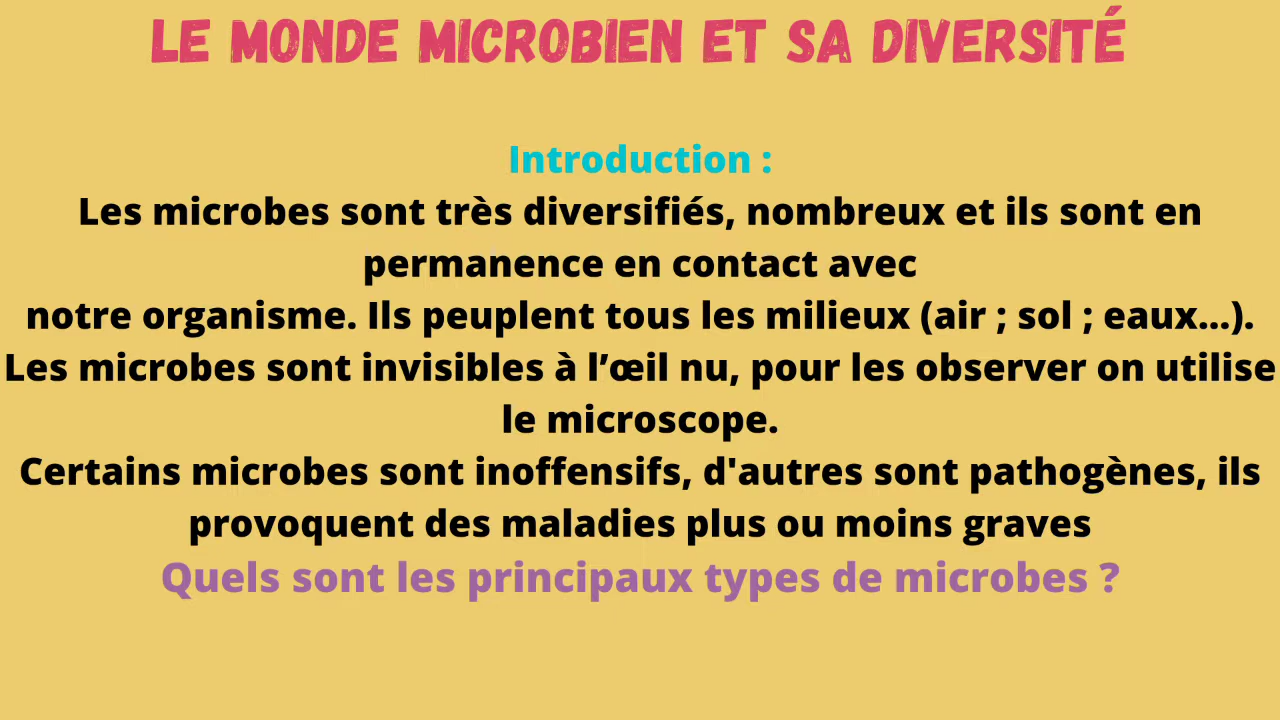 LE MONDE MICROBIEN ET SA DIVERSITÉ
Introduction :
Les microbes sont très diversifiés, nombreux et ils sont en
permanence en contact avec
notre organisme. Ils peuplent tous les milieux (air ; sol ; eaux...).
Les microbes sont invisibles à l’œil nu, pour les observer on utilise
le microscope.
Certains microbes sont inoffensifs, d'autres sont pathogènes, ils
provoquent des maladies plus ou moins graves
Quels sont les principaux types de microbes ?